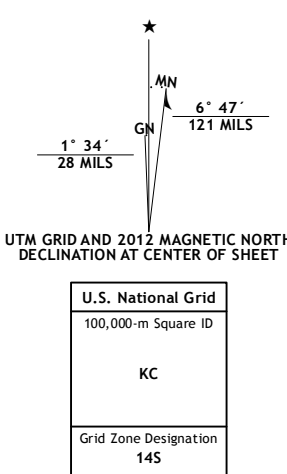 ★
MN
GN
6° 47´
121 MILS
1° 34´
28 MILS
UTM GRID AND 2012 MAGNETIC NORTH
DECLINATION AT CENTER OF SHEET
U.S. National Grid
100,000-m Square ID
KC
Grid Zone Designation
14S